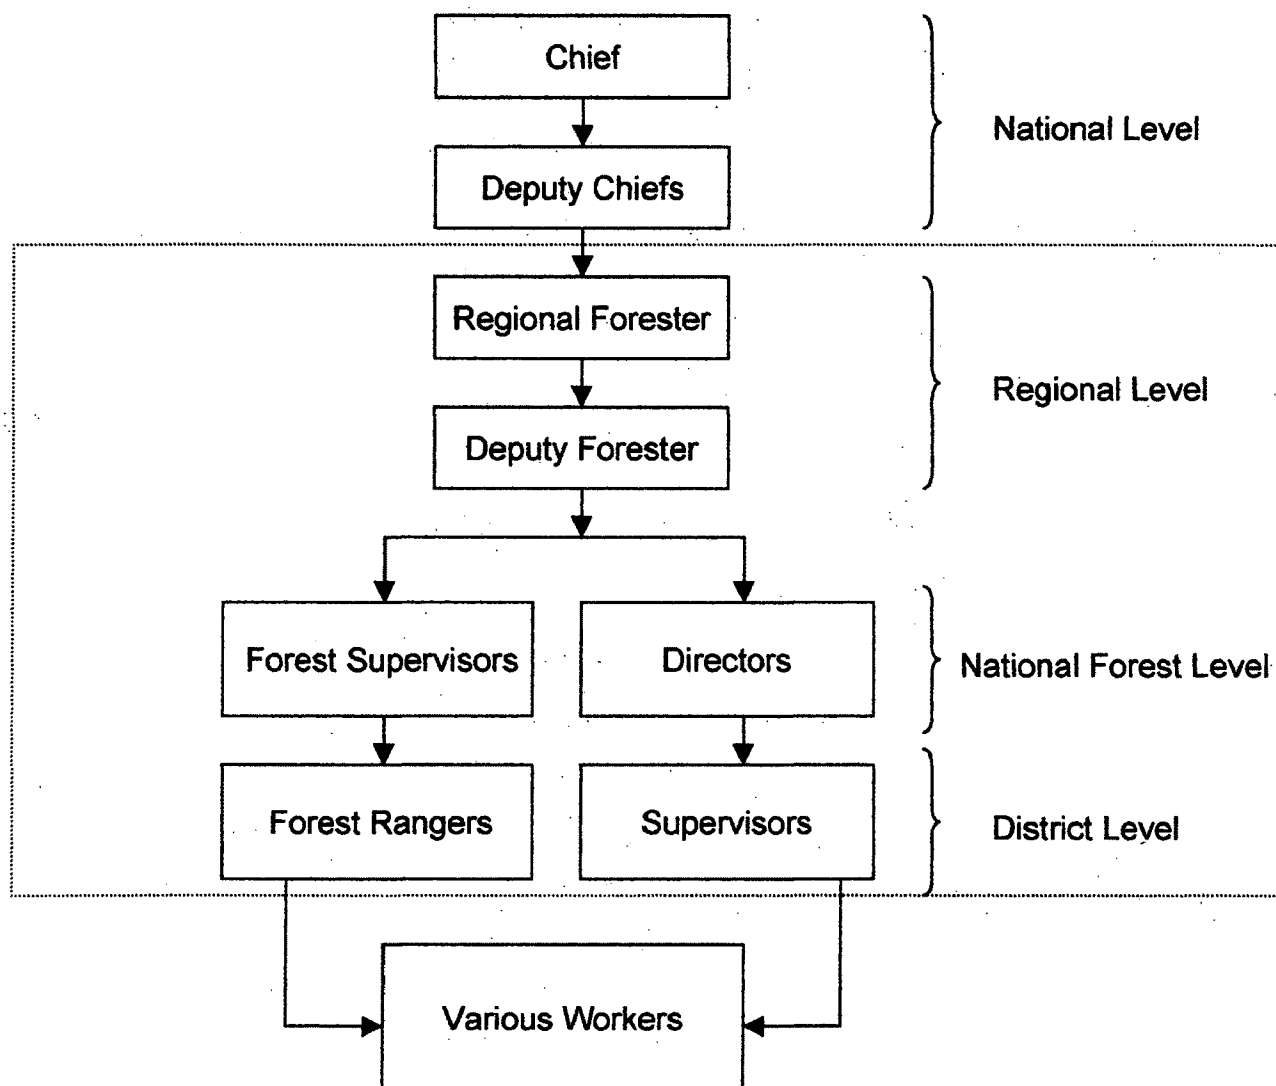 Chief
National Level
Deputy Chiefs
Regional Forester
Regional Level
Deputy Forester
Forest Supervisors
Directors
National Forest Level
Forest Rangers
Supervisors
District Level
Various Workers